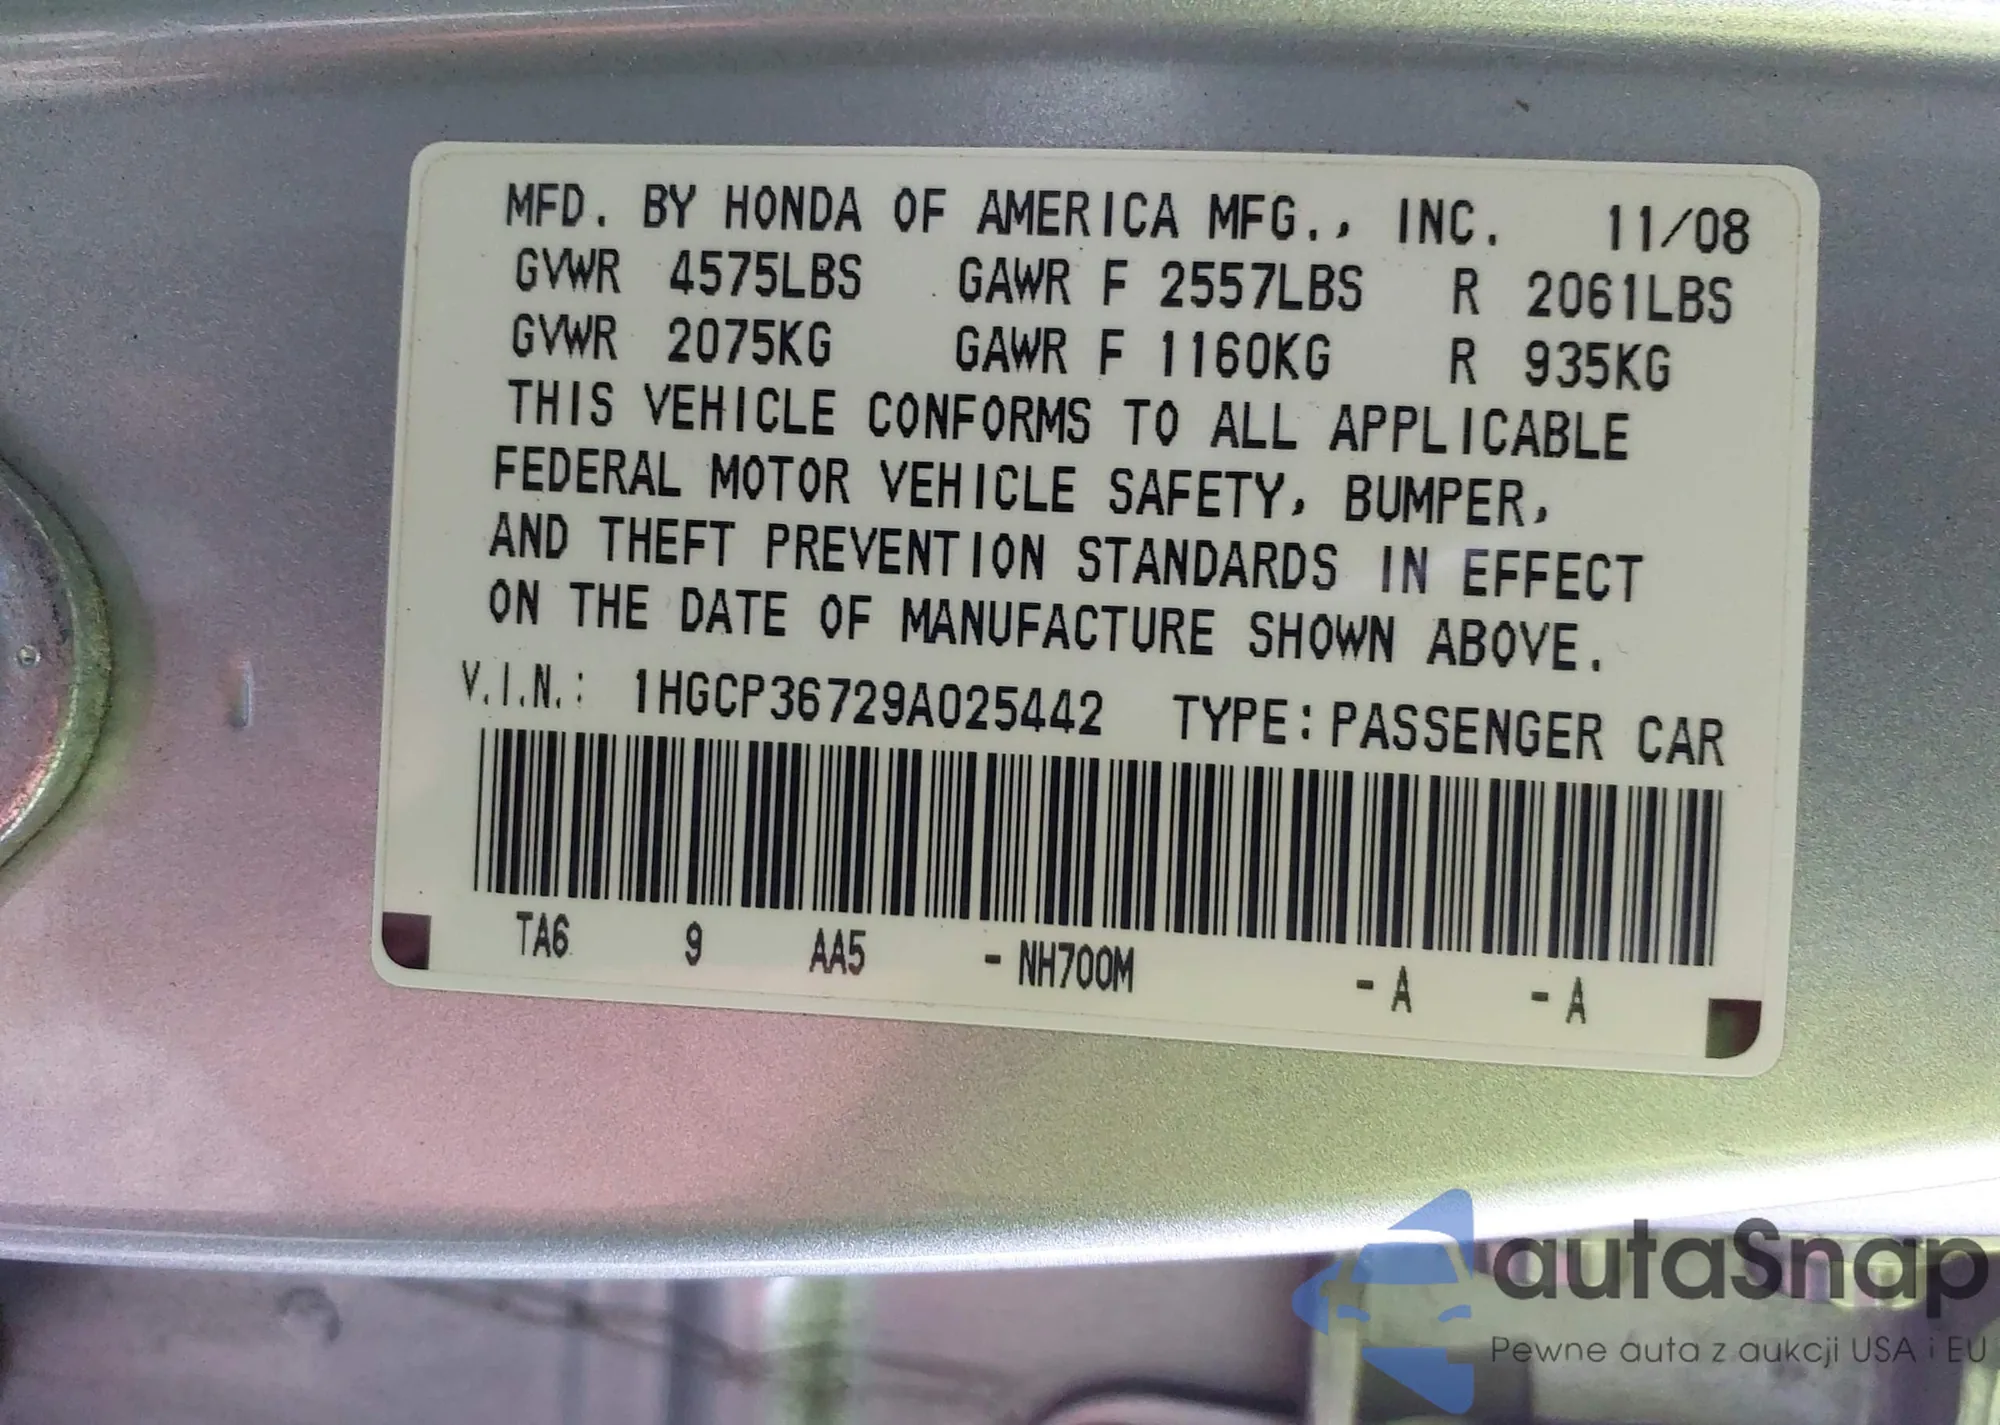 MFD. BY HONDA OF AMERICA MFG., INC. 11/08
GVWR 4575LBS GAWR F 2557LBS R 2061LBS
GVWR 2075KG GAWR F 1160KG R 935KG
THIS VEHICLE CONFORMS TO ALL APPLICABLE
FEDERAL MOTOR VEHICLE SAFETY, BUMPER,
AND THEFT PREVENTION STANDARDS IN EFFECT
ON THE DATE OF MANUFACTURE SHOWN ABOVE.
V.I.N.: 1HGCP36729A025442 TYPE: PASSENGER CAR
TA6 9 AA5 - NH700M - A - A
autaSnap
Pewne auta z aukcji USA i EU